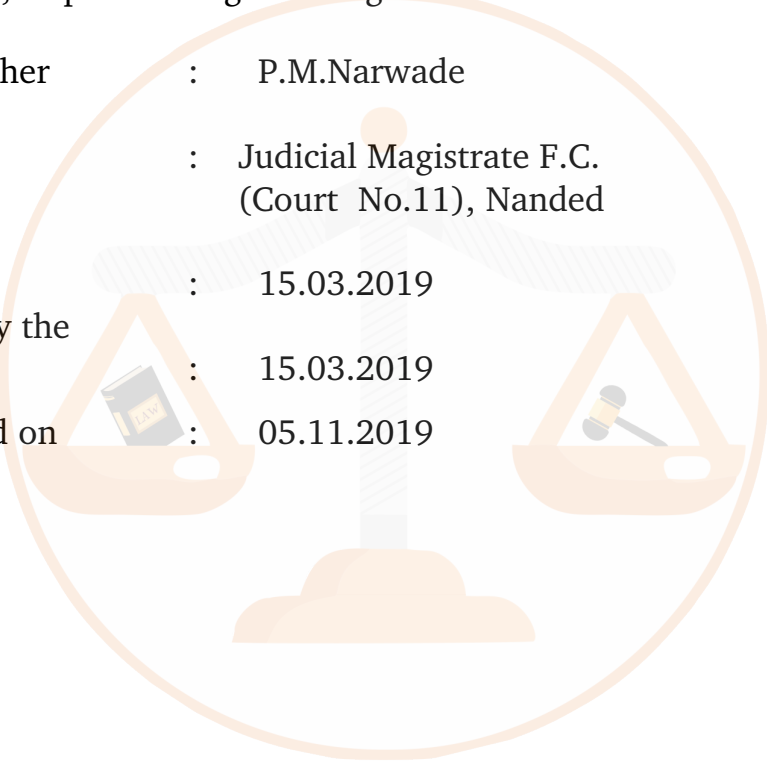 her : P.M.Narwade
: Judicial Magistrate F.C.
(Court No.11), Nanded
: 15.03.2019
y the
: 15.03.2019
d on : 05.11.2019
LAW